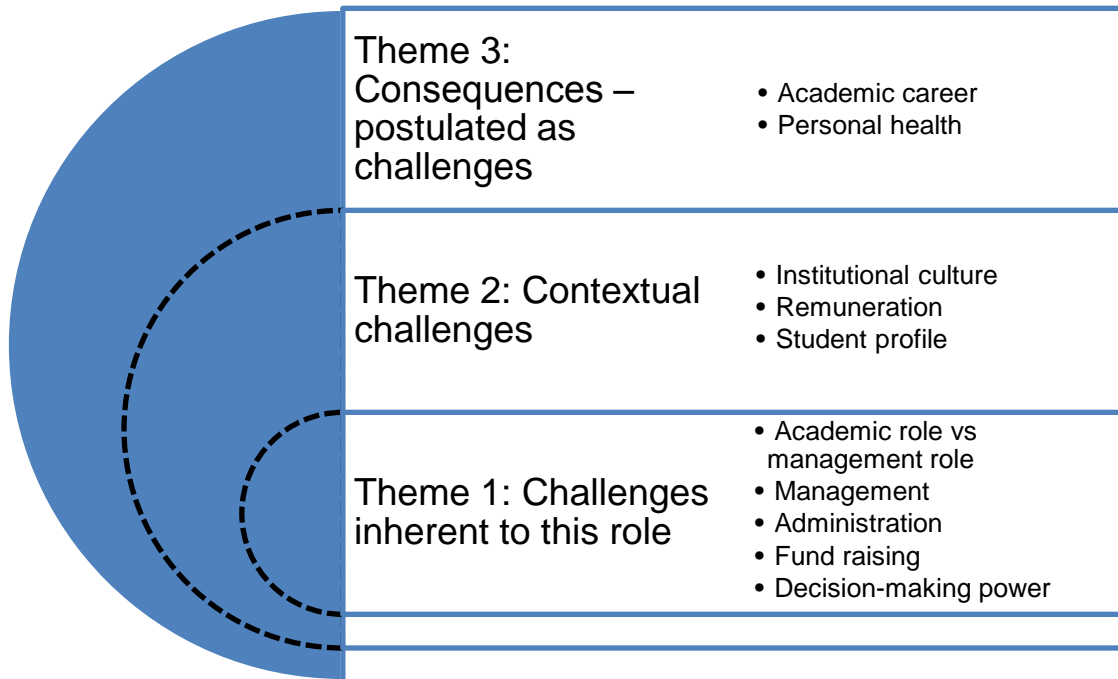 Theme 3:
Consequences –
postulated as
challenges
• Academic career
• Personal health
Theme 2: Contextual
challenges
• Institutional culture
• Remuneration
• Student profile
Theme 1: Challenges
inherent to this role
• Academic role vs
management role
• Management
• Administration
• Fund raising
• Decision-making power